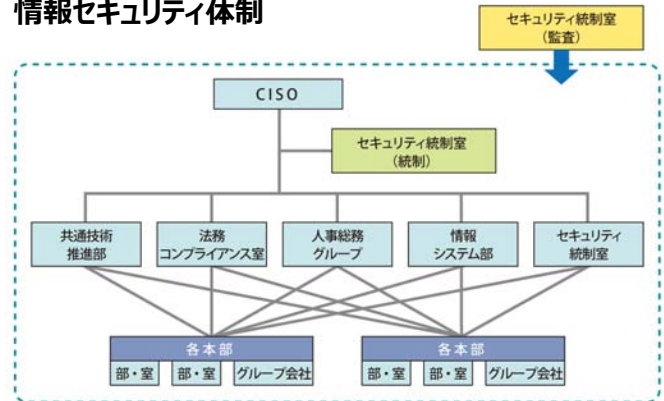 情報セキュリティ体制
セキュリティ統制室
(監査)
CISO
セキュリティ統制室
(統制)
共通技術
推進部
法務
コンプライアンス室
人事総務
グループ
情報
システム部
セキュリティ
統制室
各本部
部・室 部・室 グループ会社
各本部
部・室 部・室 グループ会社